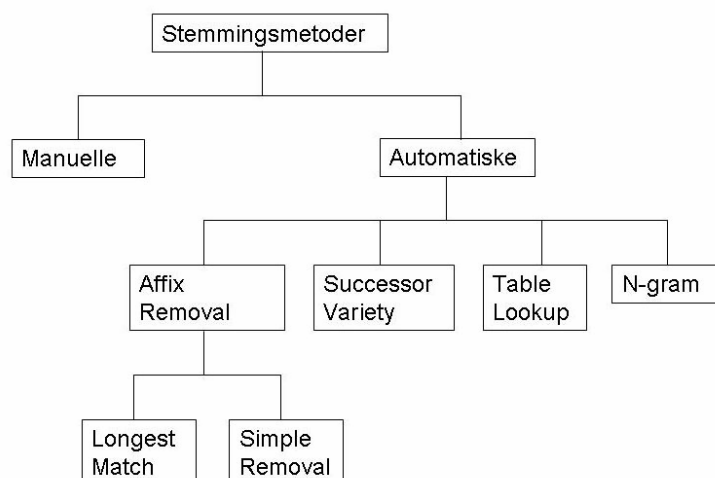 Stemmingsmetoder
Manuelle
Automatiske
Affix
Removal
Successor
Variety
Table
Lookup
N-gram
Longest
Match
Simple
Removal